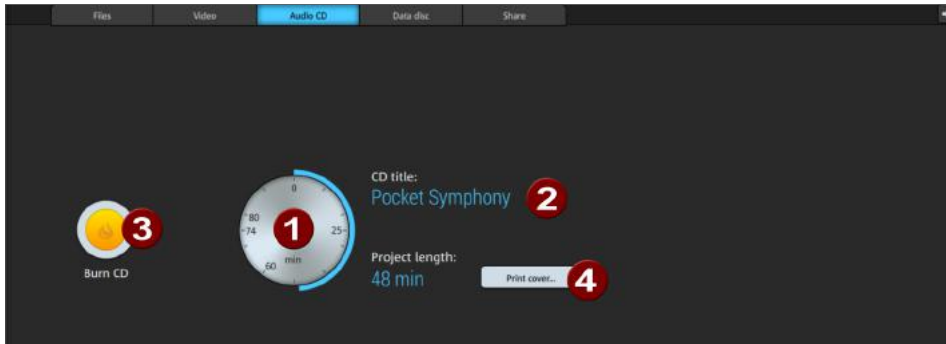 Files Video Audio CD Data disc Share
CD title:
Pocket Symphony 2
3
Burn CD
0
80
74
1
25
60
min
Project length:
48 min
Print cover... 4